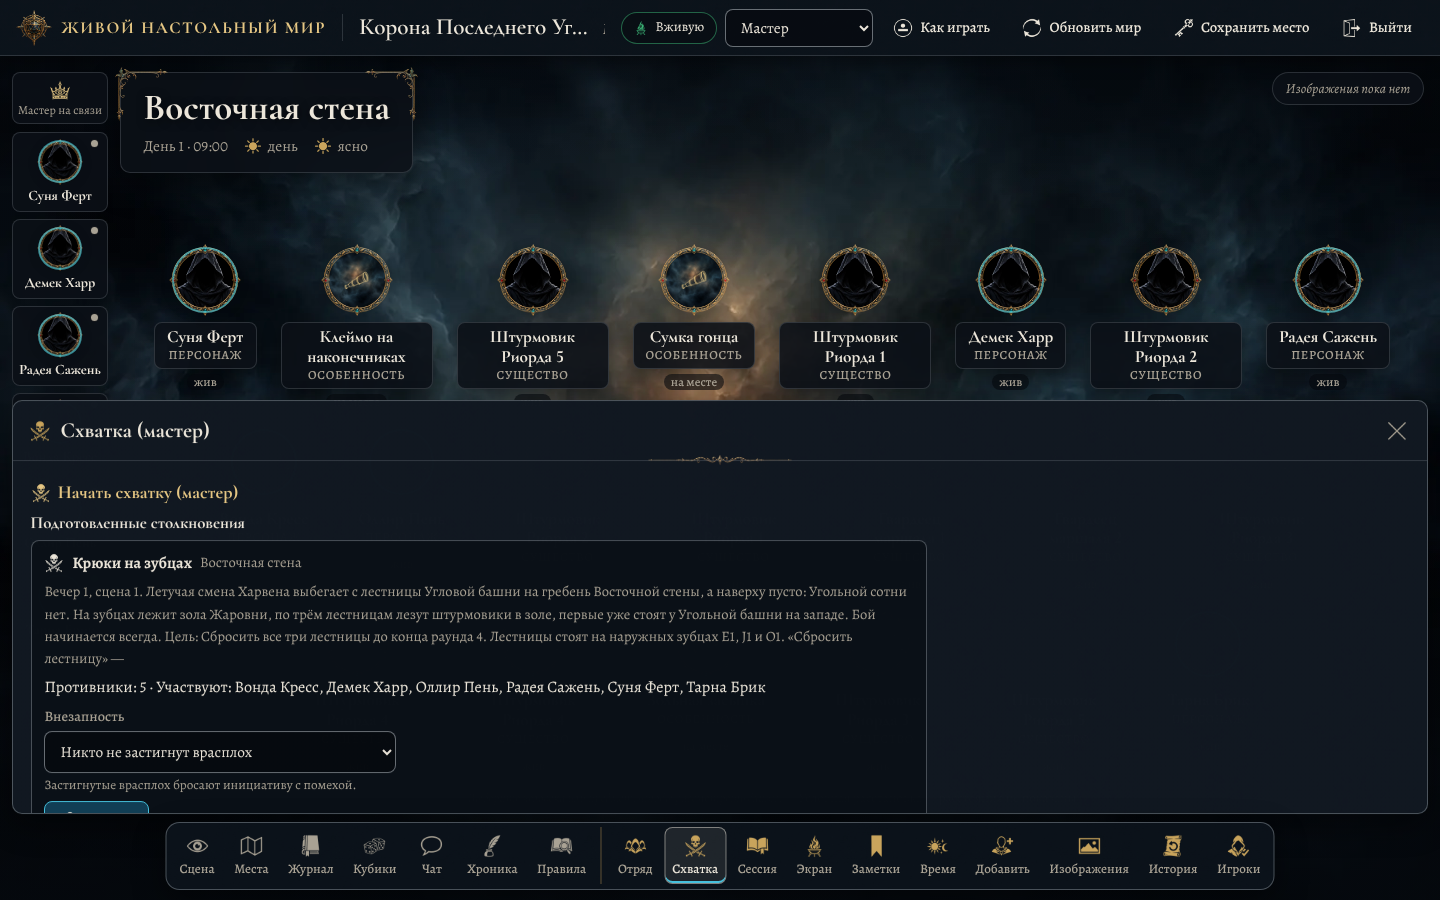 ЖИВОЙ НАСТОЛЬНЫЙ МИР
Корона Последнего Уг...
Вживую
Мастер
Как играть
Обновить мир
Сохранить место
Выйти
Мастер на связи
Суня Ферт
Демек Харр
Радея Сажень
Восточная стена
День 1 · 09:00
день
ясно
Изображения пока нет
Суня Ферт
ПЕРСОНАЖ
жив
Клеймо на
наконечниках
ОСОБЕННОСТЬ
Штурмовик
Риорда 5
СУЩЕСТВО
Сумка гонца
ОСОБЕННОСТЬ
на месте
Штурмовик
Риорда 1
СУЩЕСТВО
Демек Харр
ПЕРСОНАЖ
жив
Штурмовик
Риорда 2
СУЩЕСТВО
Радея Сажень
ПЕРСОНАЖ
жив
Схватка (мастер)
Начать схватку (мастер)
Подготовленные столкновения
Крюки на зубцах Восточная стена
Вечер 1, сцена 1. Летучая смена Харвена выбегает с лестницы Угловой башни на гребень Восточной стены, а наверху пусто: Угольной сотни
нет. На зубцах лежит зола Жаровни, по трём лестницам лезут штурмовики в золе, первые уже стоят у Угольной башни на западе. Бой
начинается всегда. Цель: Сбросить все три лестницы до конца раунда 4. Лестницы стоят на наружных зубцах E1, J1 и O1. «Сбросить
лестницу» —
Противники: 5 · Участвуют: Вонда Кресс, Демек Харр, Оллир Пень, Радея Сажень, Суня Ферт, Тарна Брик
Внезапность
Никто не застигнут врасплох
Застигнутые врасплох бросают инициативу с помехой.
Сцена
Места
Журнал
Кубики
Чат
Хроника
Правила
Отряд
Схватка
Сессия
Экран
Заметки
Время
Добавить
Изображения
История
Игроки